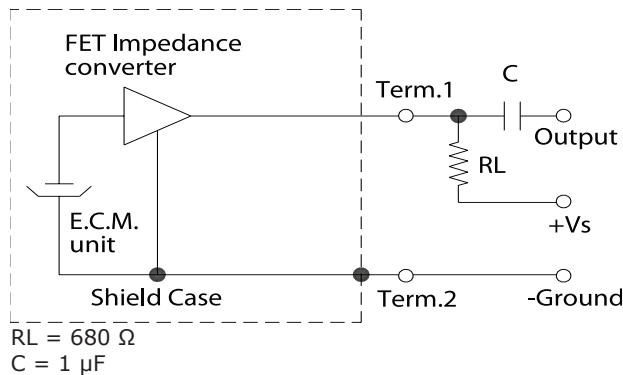 FET Impedance
converter
Term.1
C
Output
RL
+Vs
E.C.M.
unit
Shield Case
Term.2
-Ground
RL = 680 Ω
C = 1 µF